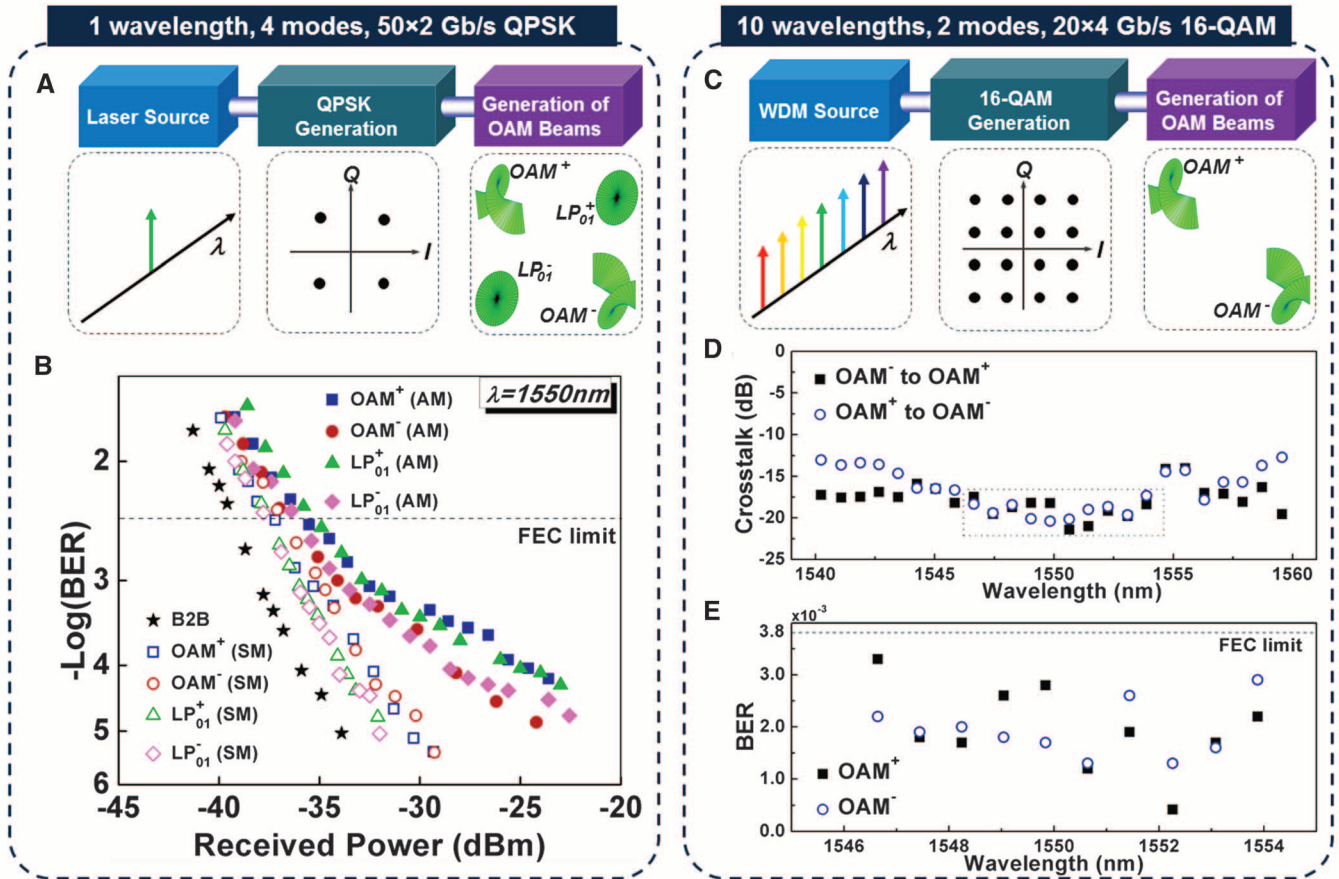 1 wavelength, 4 modes, 50×2 Gb/s QPSK
A
Laser Source
QPSK
Generation
Generation of
OAM Beams
λ
Q
I
OAM+
LP01+
LP01-
OAM-
B
λ=1550nm
OAM+ (AM)
OAM- (AM)
LP01+ (AM)
LP01- (AM)
FEC limit
B2B
OAM+ (SM)
OAM- (SM)
LP01+ (SM)
LP01- (SM)
-Log(BER)
2
3
4
5
6
-45 -40 -35 -30 -25 -20
Received Power (dBm)
10 wavelengths, 2 modes, 20×4 Gb/s 16-QAM
C
WDM Source
16-QAM
Generation
Generation of
OAM Beams
λ
Q
I
OAM+
OAM-
D
OAM- to OAM+
OAM+ to OAM-
Crosstalk (dB)
0
-5
-10
-15
-20
-25
1540 1545 1550 1555 1560
Wavelength (nm)
E
×10-3
3.8
3.0
2.0
1.0
0.0
BER
FEC limit
OAM+
OAM-
1546 1548 1550 1552 1554
Wavelength (nm)